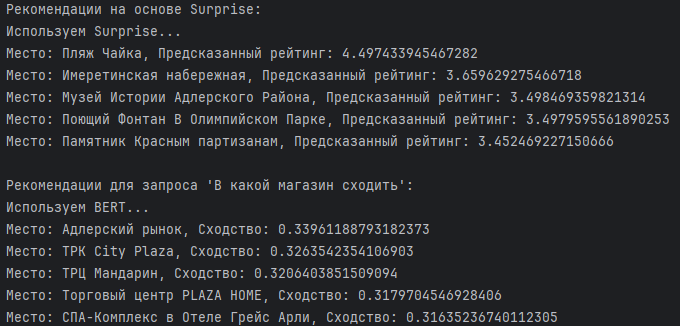 Рекомендации на основе Surprise:
Используем Surprise...
Место: Пляж Чайка, Предсказанный рейтинг: 4.497433945467282
Место: Имеретинская набережная, Предсказанный рейтинг: 3.659629275466718
Место: Музей Истории Адлерского Района, Предсказанный рейтинг: 3.498469359821314
Место: Поющий Фонтан В Олимпийском Парке, Предсказанный рейтинг: 3.4979595561890253
Место: Памятник Красным партизанам, Предсказанный рейтинг: 3.452469227150666
Рекомендации для запроса 'В какой магазин сходить':
Используем BERT...
Место: Адлерский рынок, Сходство: 0.33961188793182373
Место: ТРК City Plaza, Сходство: 0.3263542354106903
Место: ТРЦ Мандарин, Сходство: 0.3206403851509094
Место: Торговый центр PLAZA HOME, Сходство: 0.3179704546928406
Место: СПА-Комплекс в Отеле Грейс Арли, Сходство: 0.31635236740112305